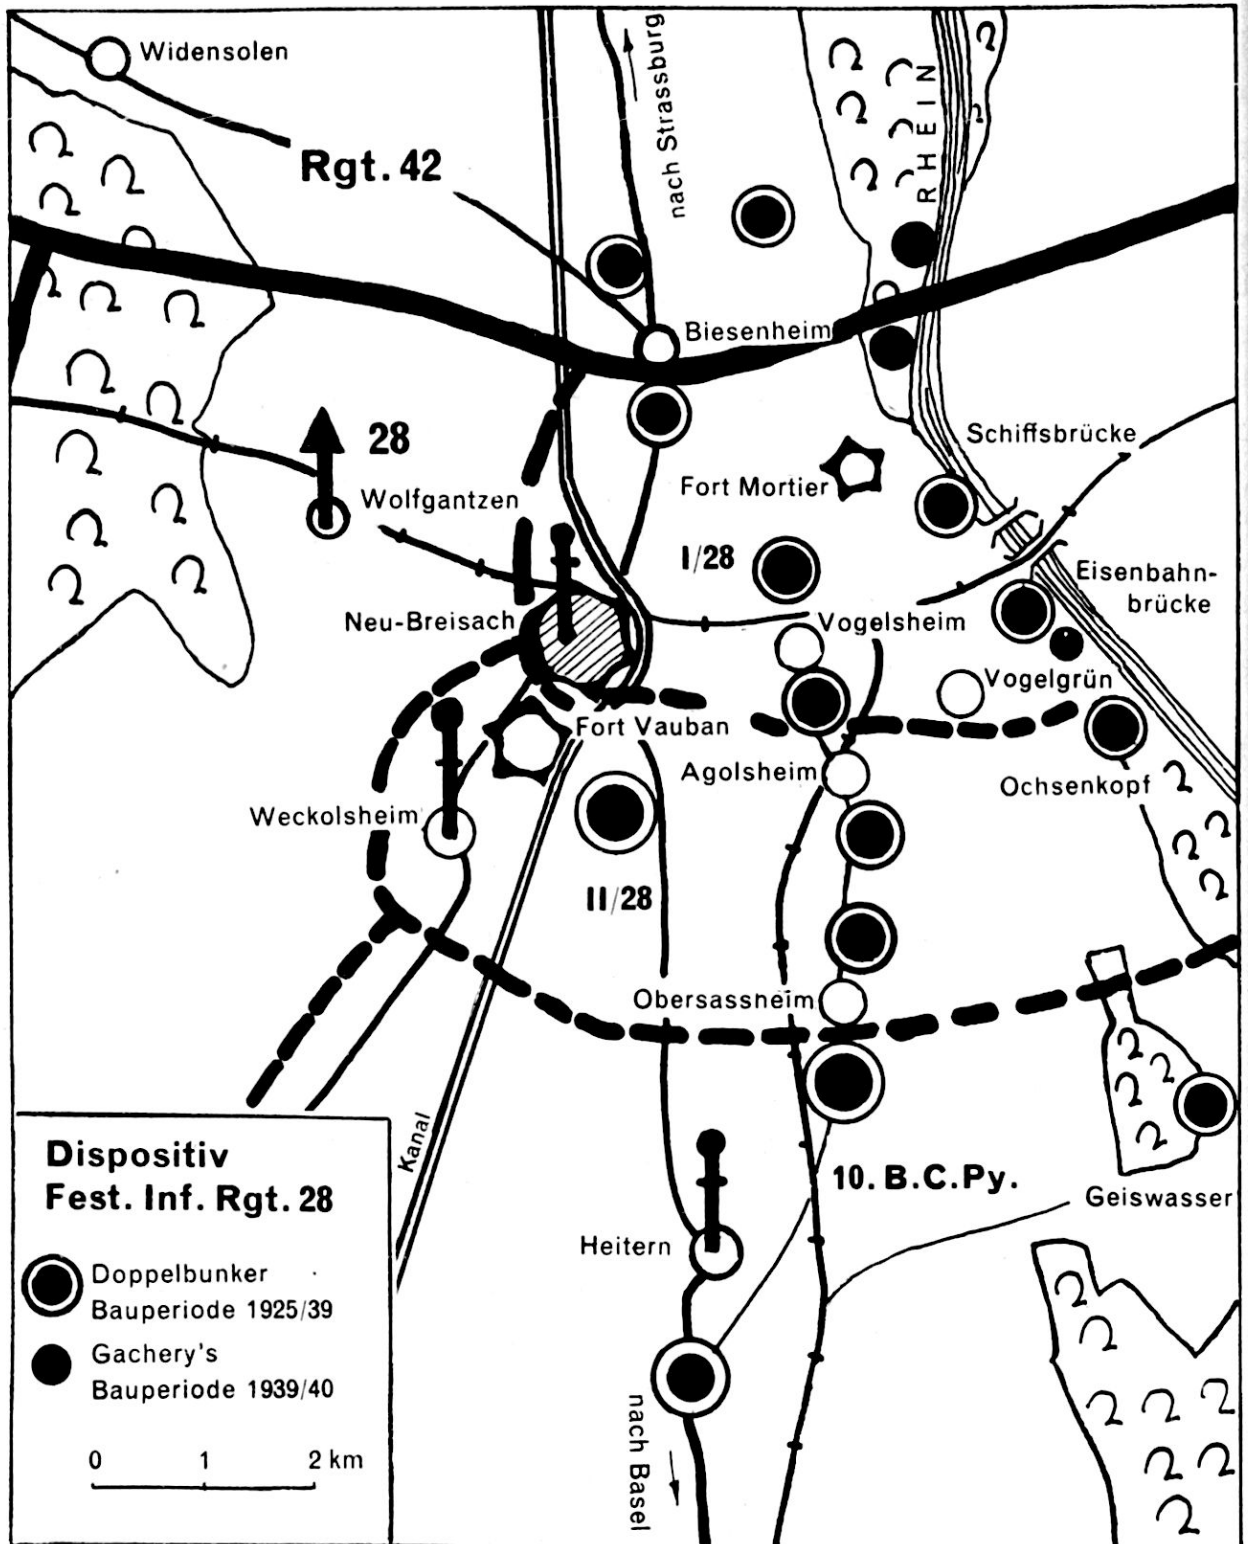 Widensolen
Rgt. 42
nach Strassburg
RHEIN
Biesenheim
28
Schiffsbrücke
Wolfgantzen
Fort Mortier
I/28
Eisenbahn-
brücke
Neu-Breisach
Vogelsheim
Vogelgrün
Fort Vauban
Agolsheim
Ochsenkopf
Weckolsheim
II/28
Obersassheim
Kanal
10. B.C.Py.
Geiswasser
Heitern
nach Basel
Dispositiv
Fest. Inf. Rgt. 28
Doppelbunker
Bauperiode 1925/39
Gachery's
Bauperiode 1939/40
0 1 2 km